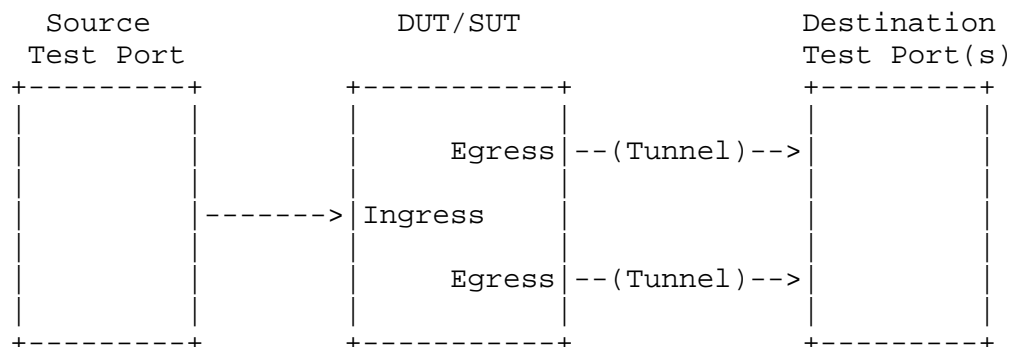 Source DUT/SUT Destination
Test Port Test Port(s)
+---------+ +-----------+ +---------+
| | | | | |
| | | Egress|--(Tunnel)-->| |
| | | | | |
| |------->|Ingress | | |
| | | | | |
| | | Egress|--(Tunnel)-->| |
| | | | | |
+---------+ +-----------+ +---------+